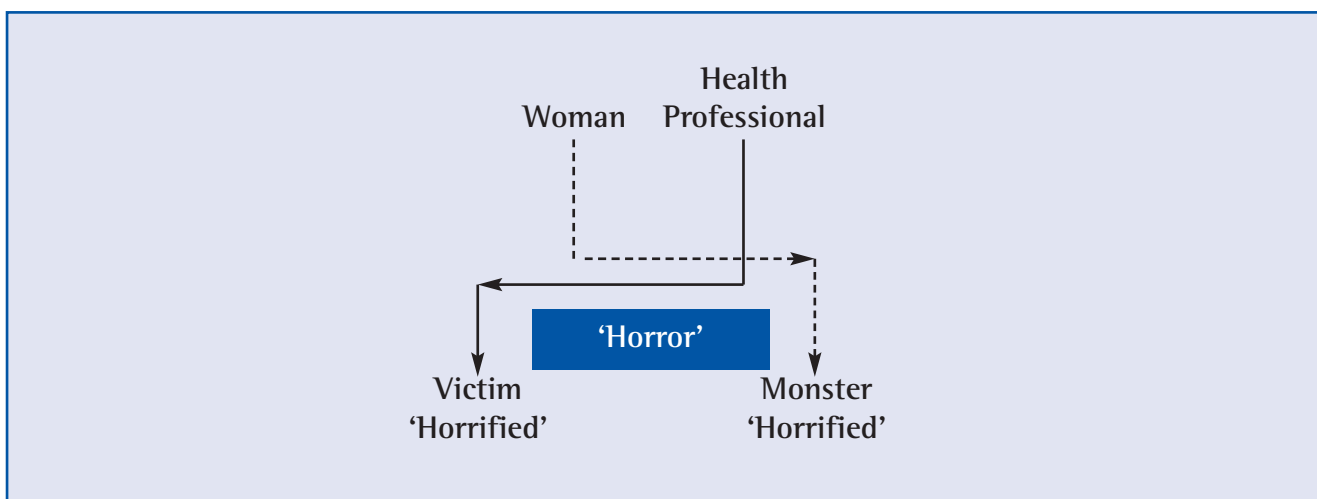 Health
Woman Professional
‘Horror’
Victim Monster
‘Horrified’ ‘Horrified’